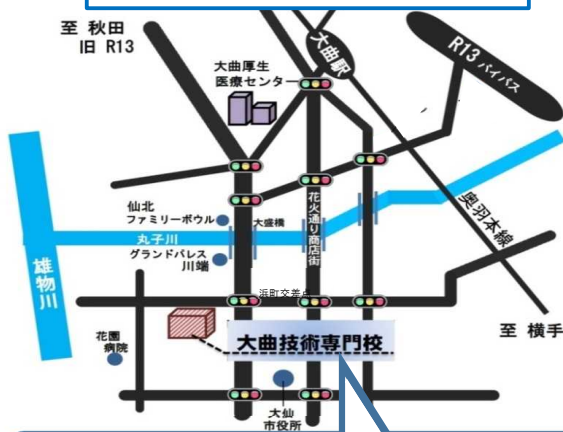 至 秋田
旧 R13
大曲厚生
医療センター
大曲駅
R13 バイパス
仙北
ファミリーボウル
大盛橋
花火通り商店街
奥羽本線
丸子川
グランドパレス
川端
雄物川
浜町交差点
至 横手
花園
病院
大曲技術専門校
大仙
市役所